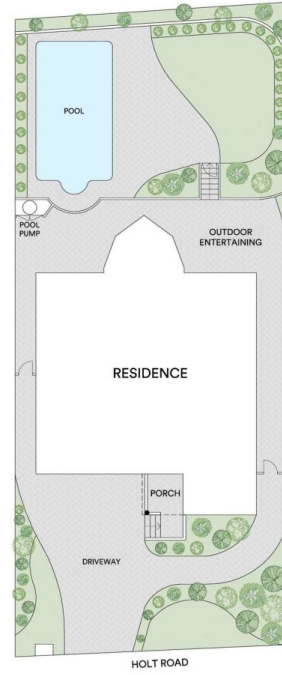 POOL
POOL
PUMP
OUTDOOR
ENTERTAINING
RESIDENCE
PORCH
DRIVEWAY
HOLT ROAD